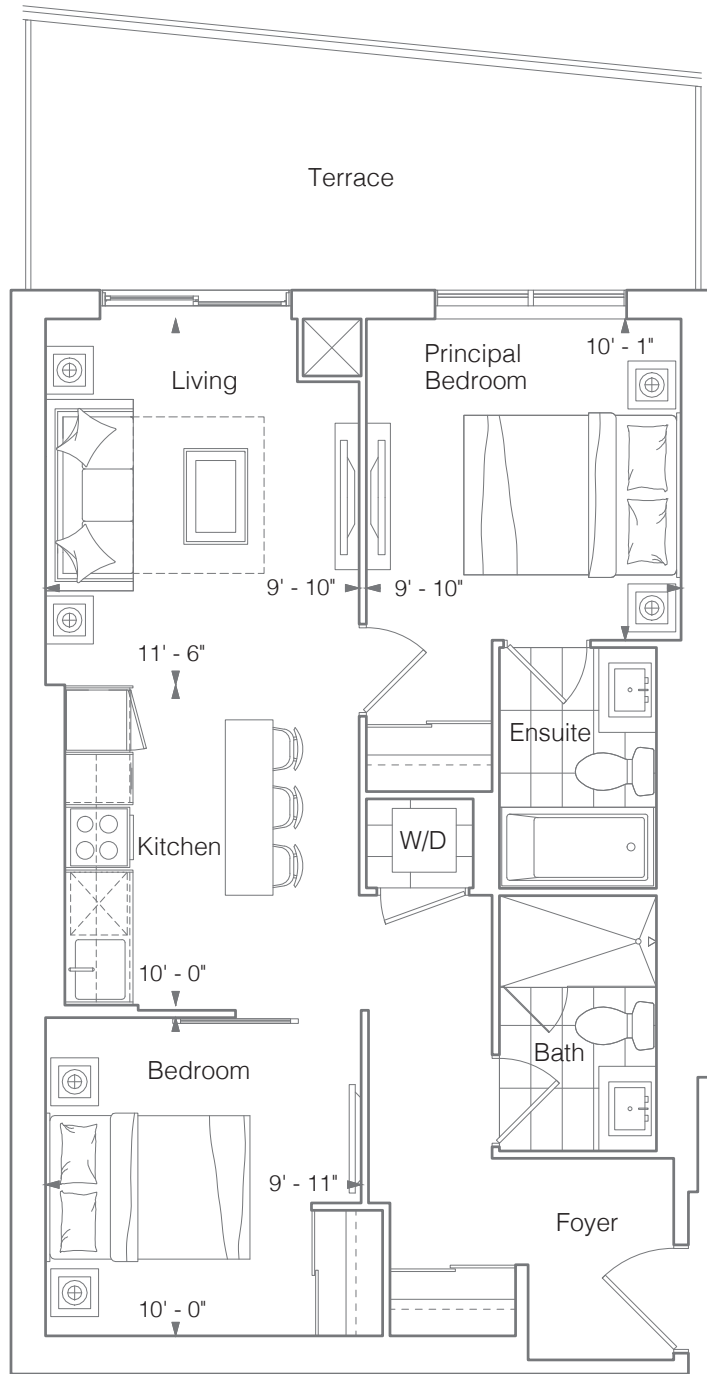 Terrace
Living
Principal
Bedroom
10' - 1"
9' - 10"
9' - 10"
11' - 6"
Ensuite
Kitchen
W/D
10' - 0"
Bath
Bedroom
9' - 11"
Foyer
10' - 0"